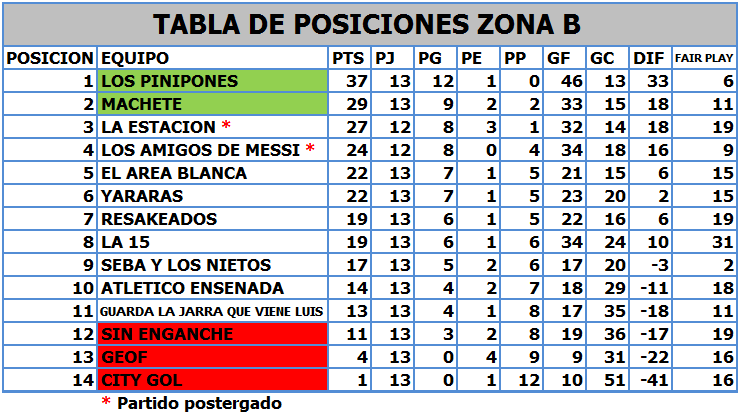 TABLA DE POSICIONES ZONA B
POSICION EQUIPO PTS PJ PG PE PP GF GC DIF FAIR PLAY
1 LOS PINIPONES 37 13 12 1 0 46 13 33 6
2 MACHETE 29 13 9 2 2 33 15 18 11
3 LA ESTACION * 27 12 8 3 1 32 14 18 19
4 LOS AMIGOS DE MESSI * 24 12 8 0 4 34 18 16 9
5 EL AREA BLANCA 22 13 7 1 5 21 15 6 15
6 YARARAS 22 13 7 1 5 23 20 2 15
7 RESAKEADOS 19 13 6 1 5 22 16 6 19
8 LA 15 19 13 6 1 6 34 24 10 31
9 SEBA Y LOS NIETOS 17 13 5 2 6 17 20 -3 2
10 ATLETICO ENSENADA 14 13 4 2 7 18 29 -11 18
11 GUARDA LA JARRA QUE VIENE LUIS 13 13 4 1 8 17 35 -18 11
12 SIN ENGANCHE 11 13 3 2 8 19 36 -17 19
13 GEOF 4 13 0 4 9 9 31 -22 16
14 CITY GOL 1 13 0 1 12 10 51 -41 16
* Partido postergado